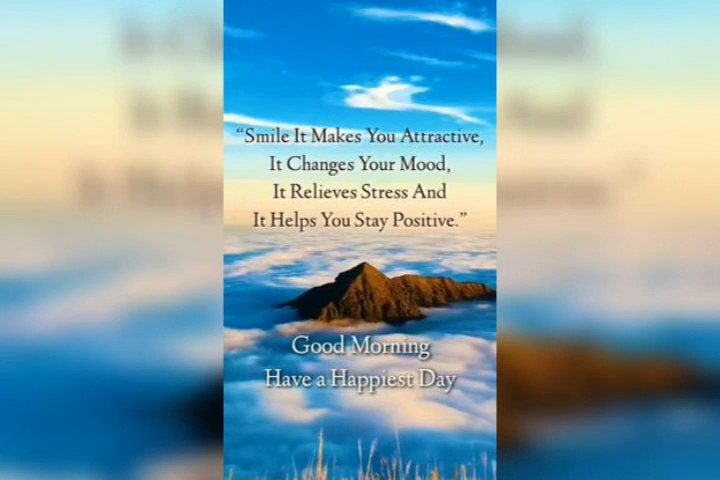 “Smile It Makes You Attractive,
It Changes Your Mood,
It Relieves Stress And
It Helps You Stay Positive.”
Good Morning
Have a Happiest Day